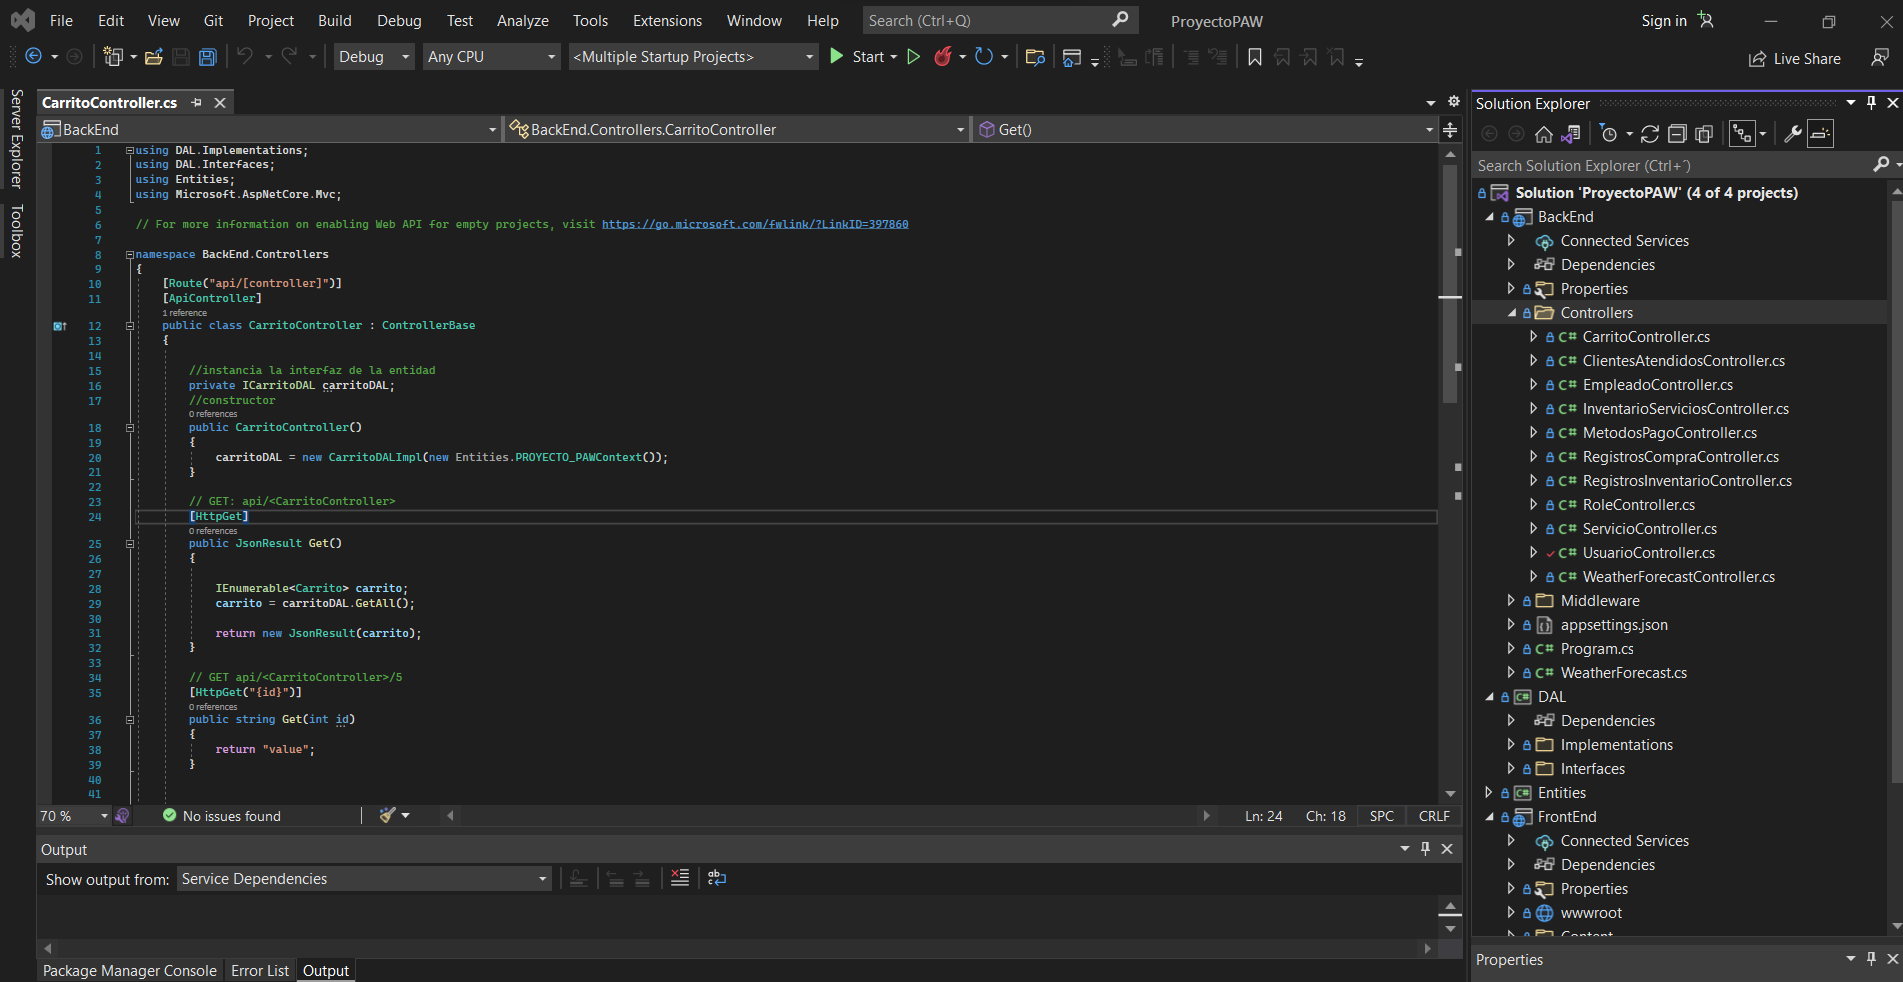 File Edit View Git Project Build Debug Test Analyze Tools Extensions Window Help Search (Ctrl+Q) ProyectoPAW Sign in
Debug Any CPU <Multiple Startup Projects> Start Live Share
Server Explorer
Toolbox
CarritoController.cs
BackEnd BackEnd.Controllers.CarritoController Get()
1 using DAL.Implementations;
2 using DAL.Interfaces;
3 using Entities;
4 using Microsoft.AspNetCore.Mvc;
5
6 // For more information on enabling Web API for empty projects, visit https://go.microsoft.com/fwlink/?LinkID=397860
7
8 namespace BackEnd.Controllers
9 {
10 [Route("api/[controller]")]
11 [ApiController]
1 reference
12 public class CarritoController : ControllerBase
13 {
14
15 //instancia la interfaz de la entidad
16 private ICarritoDAL carritoDAL;
17 //constructor
0 references
18 public CarritoController()
19 {
20 carritoDAL = new CarritoDALImpl(new Entities.PROYECTO_PAWContext());
21 }
22
23 // GET: api/<CarritoController>
24 [HttpGet]
0 references
25 public JsonResult Get()
26 {
27
28 IEnumerable<Carrito> carrito;
29 carrito = carritoDAL.GetAll();
30
31 return new JsonResult(carrito);
32 }
33
34 // GET api/<CarritoController>/5
35 [HttpGet("{id}")]
0 references
36 public string Get(int id)
37 {
38 return "value";
39 }
40
41
70 % No issues found Ln: 24 Ch: 18 SPC CRLF
Output
Show output from: Service Dependencies
Package Manager Console Error List Output
Solution Explorer
Search Solution Explorer (Ctrl+´)
Solution 'ProyectoPAW' (4 of 4 projects)
BackEnd
Connected Services
Dependencies
Properties
Controllers
C# CarritoController.cs
C# ClientesAtendidosController.cs
C# EmpleadoController.cs
C# InventarioServiciosController.cs
C# MetodosPagoController.cs
C# RegistrosCompraController.cs
C# RegistrosInventarioController.cs
C# RoleController.cs
C# ServicioController.cs
C# UsuarioController.cs
C# WeatherForecastController.cs
Middleware
appsettings.json
C# Program.cs
C# WeatherForecast.cs
C# DAL
Dependencies
Implementations
Interfaces
C# Entities
FrontEnd
Connected Services
Dependencies
Properties
wwwroot
Content
Properties